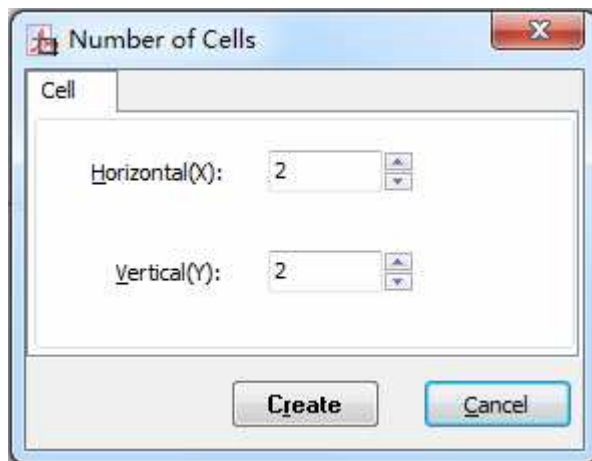 Number of Cells
Cell
Horizontal(X): 2
Vertical(Y): 2
Create Cancel